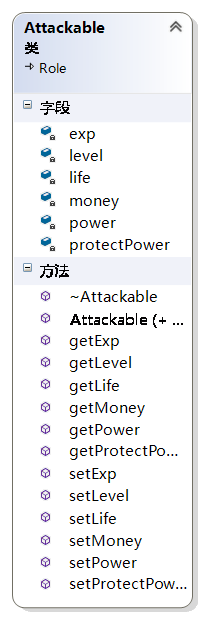 Attackable
类
Role
字段
exp
level
life
money
power
protectPower
方法
~Attackable
Attackable (+ ...
getExp
getLevel
getLife
getMoney
getPower
getProtectPo...
setExp
setLevel
setLife
setMoney
setPower
setProtectPow...